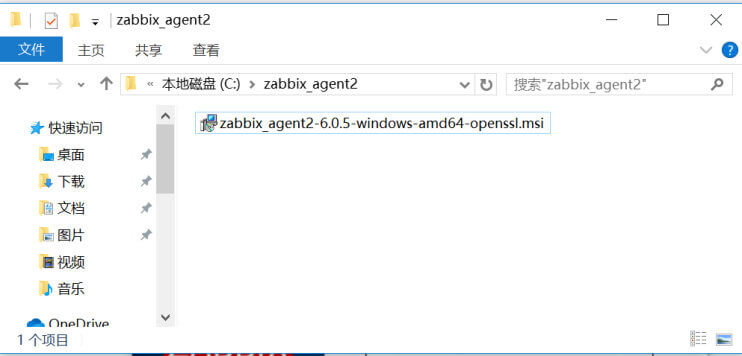 zabbix_agent2
文件 主页 共享 查看
« 本地磁盘 (C:) › zabbix_agent2 搜索"zabbix_agent2"
快速访问
zabbix_agent2-6.0.5-windows-amd64-openssl.msi
桌面
下载
文档
图片
视频
音乐
OneDrive
1 个项目